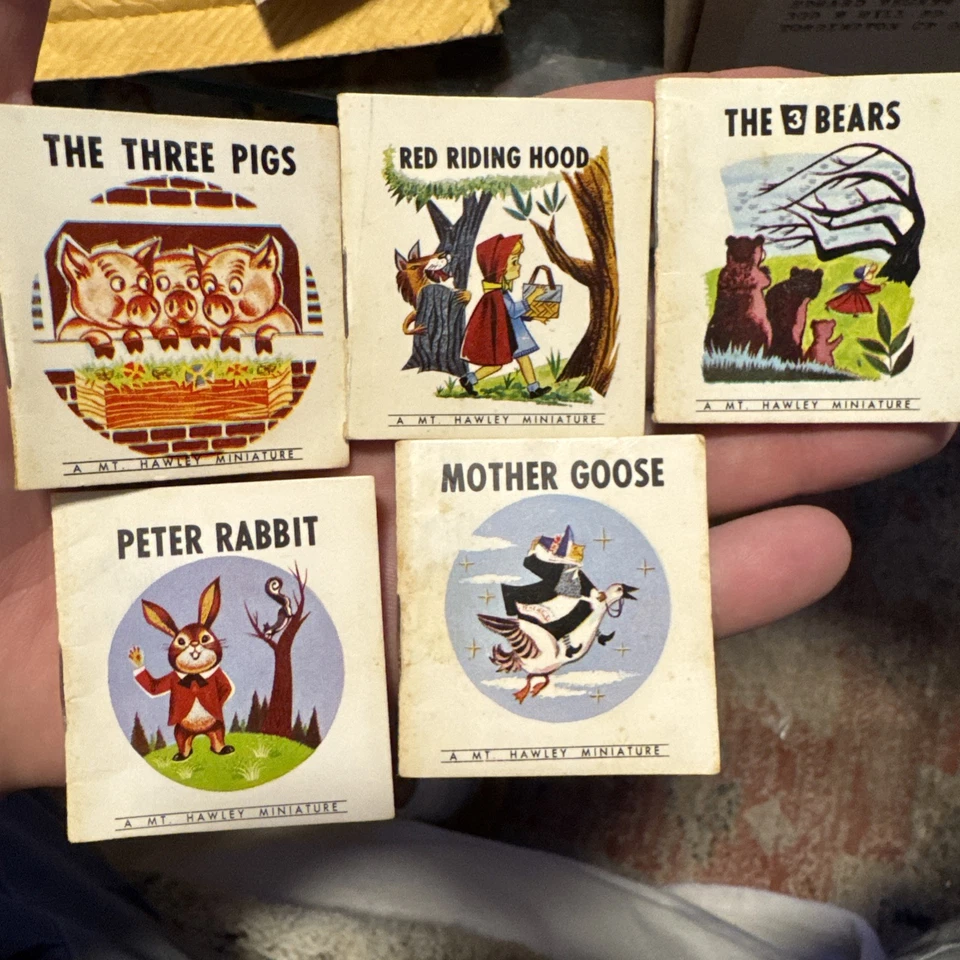 THE THREE PIGS
A MT. HAWLEY MINIATURE
RED RIDING HOOD
A MT. HAWLEY MINIATURE
THE 3 BEARS
A MT. HAWLEY MINIATURE
PETER RABBIT
A MT. HAWLEY MINIATURE
MOTHER GOOSE
A MT. HAWLEY MINIATURE